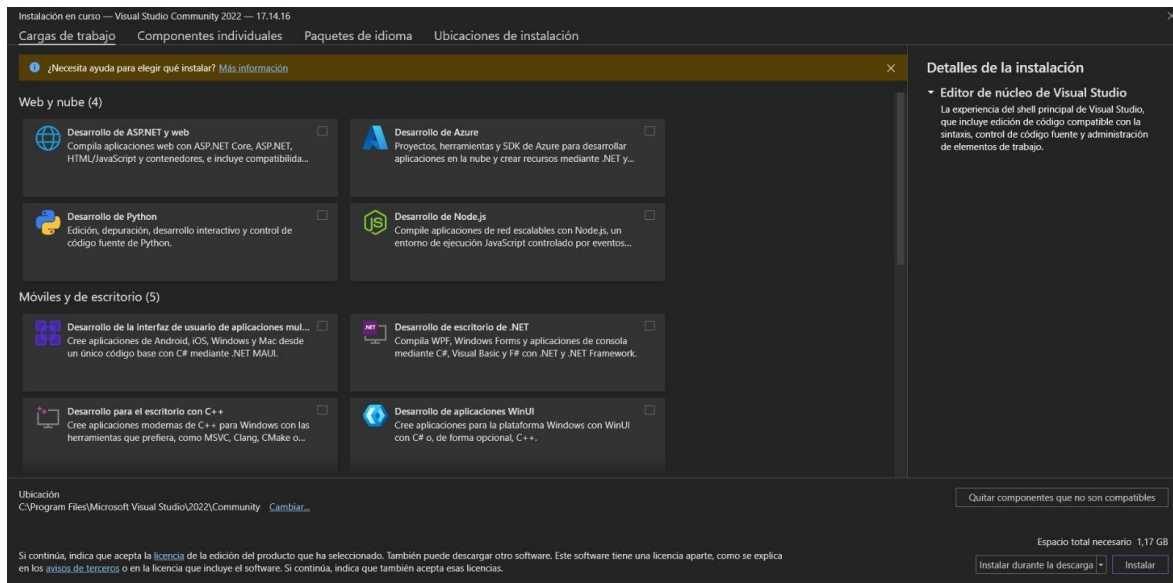 Instalación en curso — Visual Studio Community 2022 — 17.14.16
Cargas de trabajo Componentes individuales Paquetes de idioma Ubicaciones de instalación
¿Necesita ayuda para elegir qué instalar? Más información
Web y nube (4)
Desarrollo de ASP.NET y web
Compila aplicaciones web con ASP.NET Core, ASP.NET,
HTML/JavaScript y contenedores, e incluye compatibilida...
Desarrollo de Azure
Proyectos, herramientas y SDK de Azure para desarrollar
aplicaciones en la nube y crear recursos mediante .NET y...
Desarrollo de Python
Edición, depuración, desarrollo interactivo y control de
código fuente de Python.
JS
Desarrollo de Node.js
Compile aplicaciones de red escalables con Node.js, un
entorno de ejecución JavaScript controlado por eventos...
Móviles y de escritorio (5)
Desarrollo de la interfaz de usuario de aplicaciones mul...
Cree aplicaciones de Android, iOS, Windows y Mac desde
un único código base con C# mediante .NET MAUI.
.NET
Desarrollo de escritorio de .NET
Compila WPF, Windows Forms y aplicaciones de consola
mediante C#, Visual Basic y F# con .NET y .NET Framework.
Desarrollo para el escritorio con C++
Cree aplicaciones modernas de C++ para Windows con las
herramientas que prefiera, como MSVC, Clang, CMake o...
Desarrollo de aplicaciones WinUI
Cree aplicaciones para la plataforma Windows con WinUI
con C# o, de forma opcional, C++.
Detalles de la instalación
Editor de núcleo de Visual Studio
La experiencia del shell principal de Visual Studio,
que incluye edición de código compatible con la
sintaxis, control de código fuente y administración
de elementos de trabajo.
Ubicación
C:\Program Files\Microsoft Visual Studio\2022\Community Cambiar...
Quitar componentes que no son compatibles
Si continúa, indica que acepta la licencia de la edición del producto que ha seleccionado. También puede descargar otro software. Este software tiene una licencia aparte, como se explica
en los avisos de terceros o en la licencia que incluye el software. Si continúa, indica que también acepta esas licencias.
Espacio total necesario 1,17 GB
Instalar durante la descarga Instalar